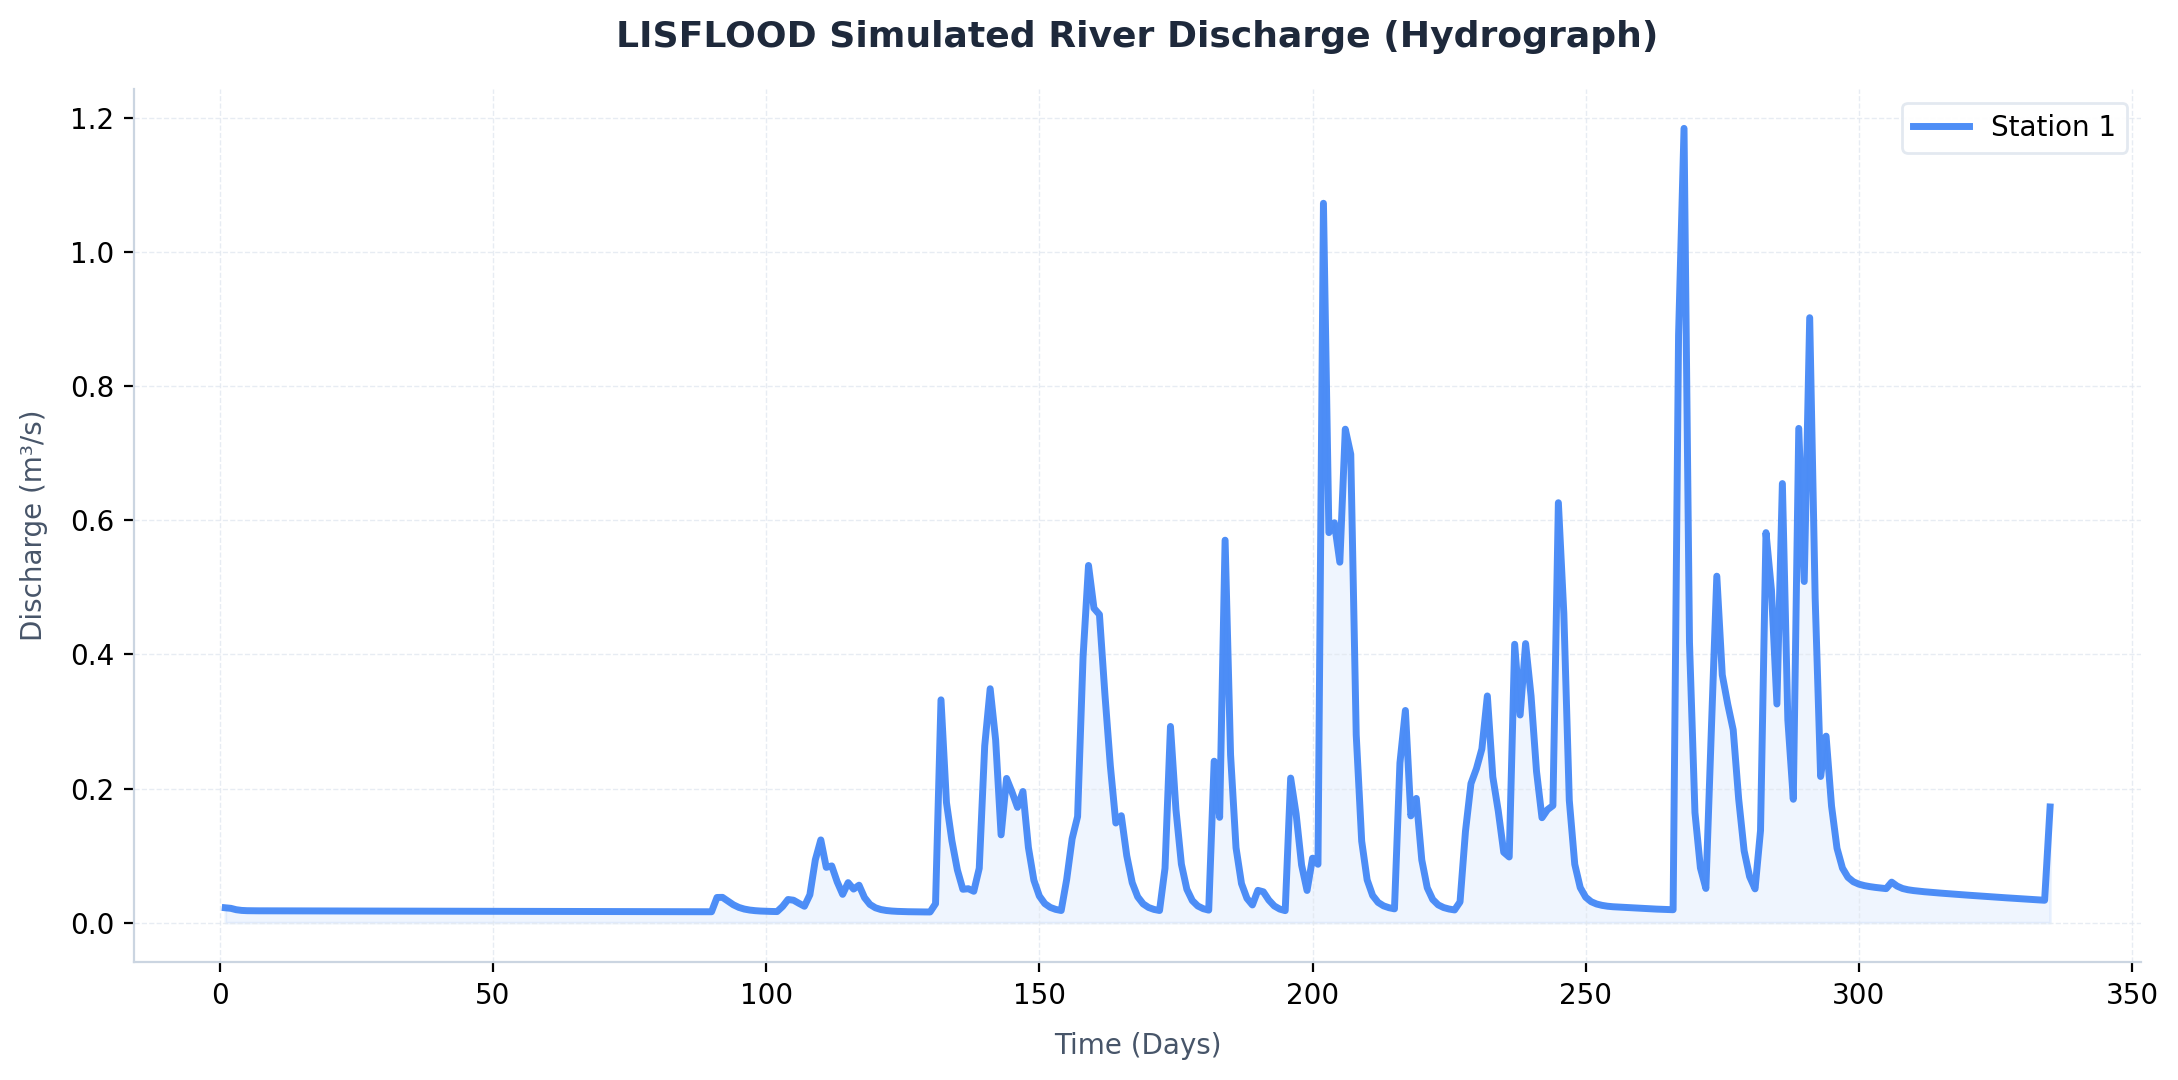 LISFLOOD Simulated River Discharge (Hydrograph)
Station 1
Discharge (m³/s)
1.2
1.0
0.8
0.6
0.4
0.2
0.0
0 50 100 150 200 250 300 350
Time (Days)